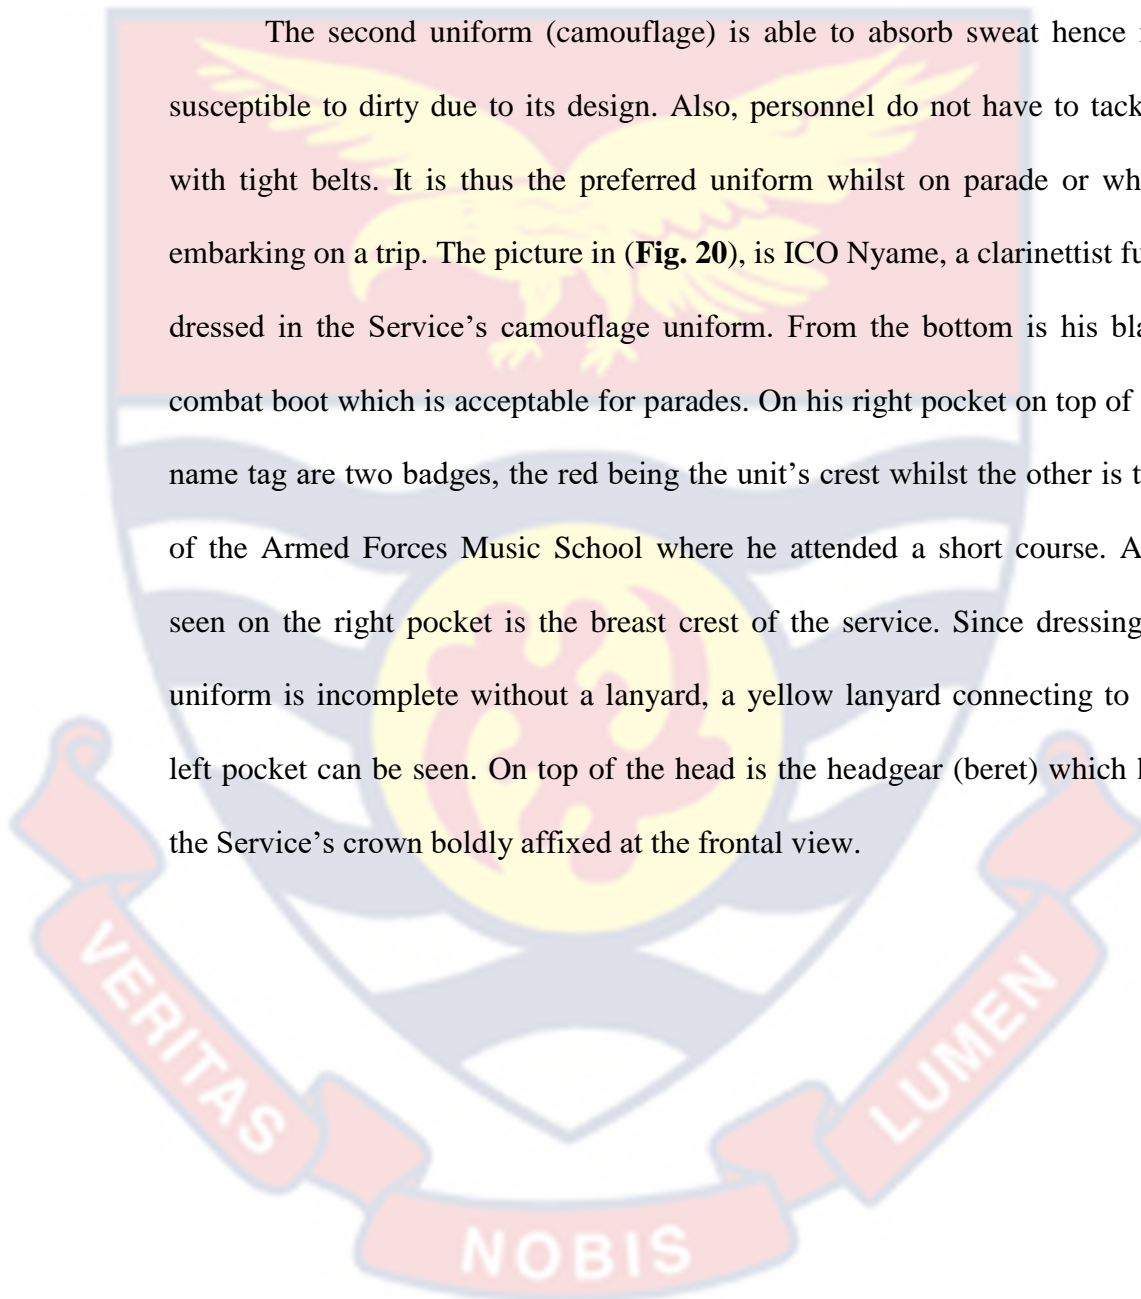 The second uniform (camouflage) is able to absorb sweat hence
susceptible to dirty due to its design. Also, personnel do not have to tack
with tight belts. It is thus the preferred uniform whilst on parade or wh
embarking on a trip. The picture in (Fig. 20), is ICO Nyame, a clarinettist fu
dressed in the Service’s camouflage uniform. From the bottom is his bla
combat boot which is acceptable for parades. On his right pocket on top of
name tag are two badges, the red being the unit’s crest whilst the other is t
of the Armed Forces Music School where he attended a short course. A
seen on the right pocket is the breast crest of the service. Since dressing
uniform is incomplete without a lanyard, a yellow lanyard connecting to
left pocket can be seen. On top of the head is the headgear (beret) which
the Service’s crown boldly affixed at the frontal view.
VERITAS
NOBIS
LUMEN